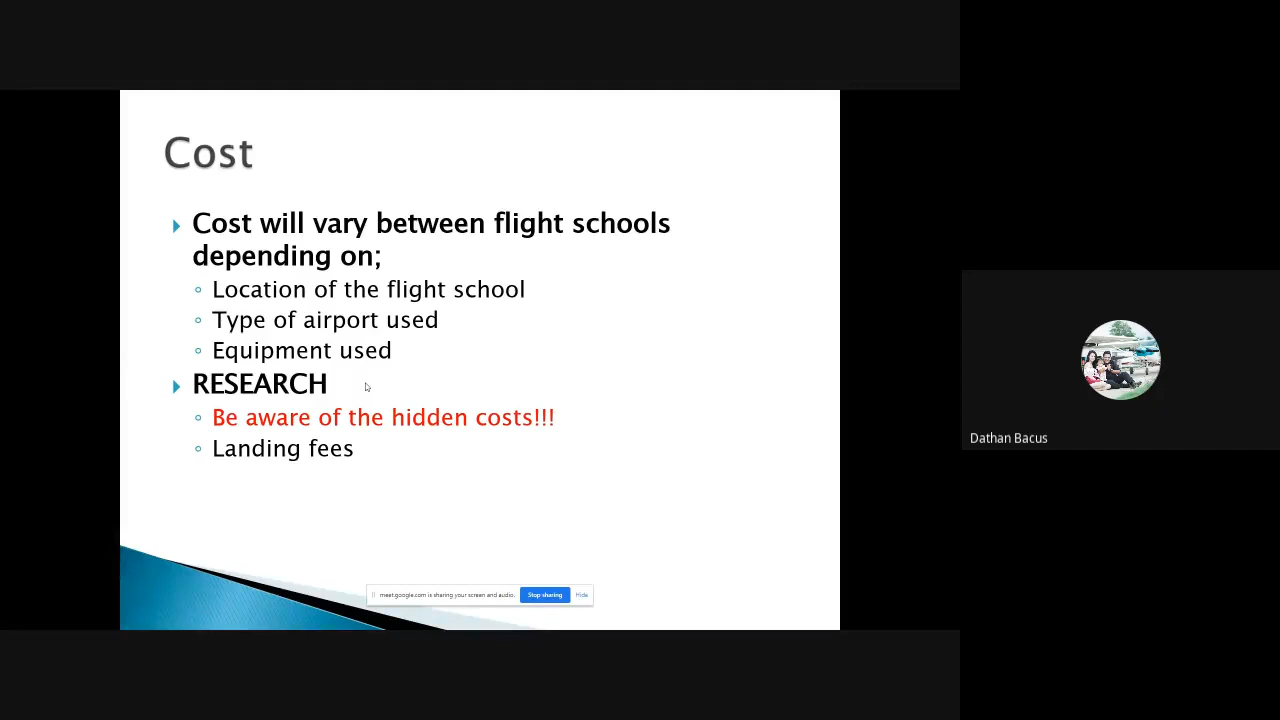 Cost
Cost will vary between flight schools
depending on;
Location of the flight school
Type of airport used
Equipment used
RESEARCH
Be aware of the hidden costs!!!
Landing fees
meet.google.com is sharing your screen and audio.
Stop sharing
Hide
Dathan Bacus